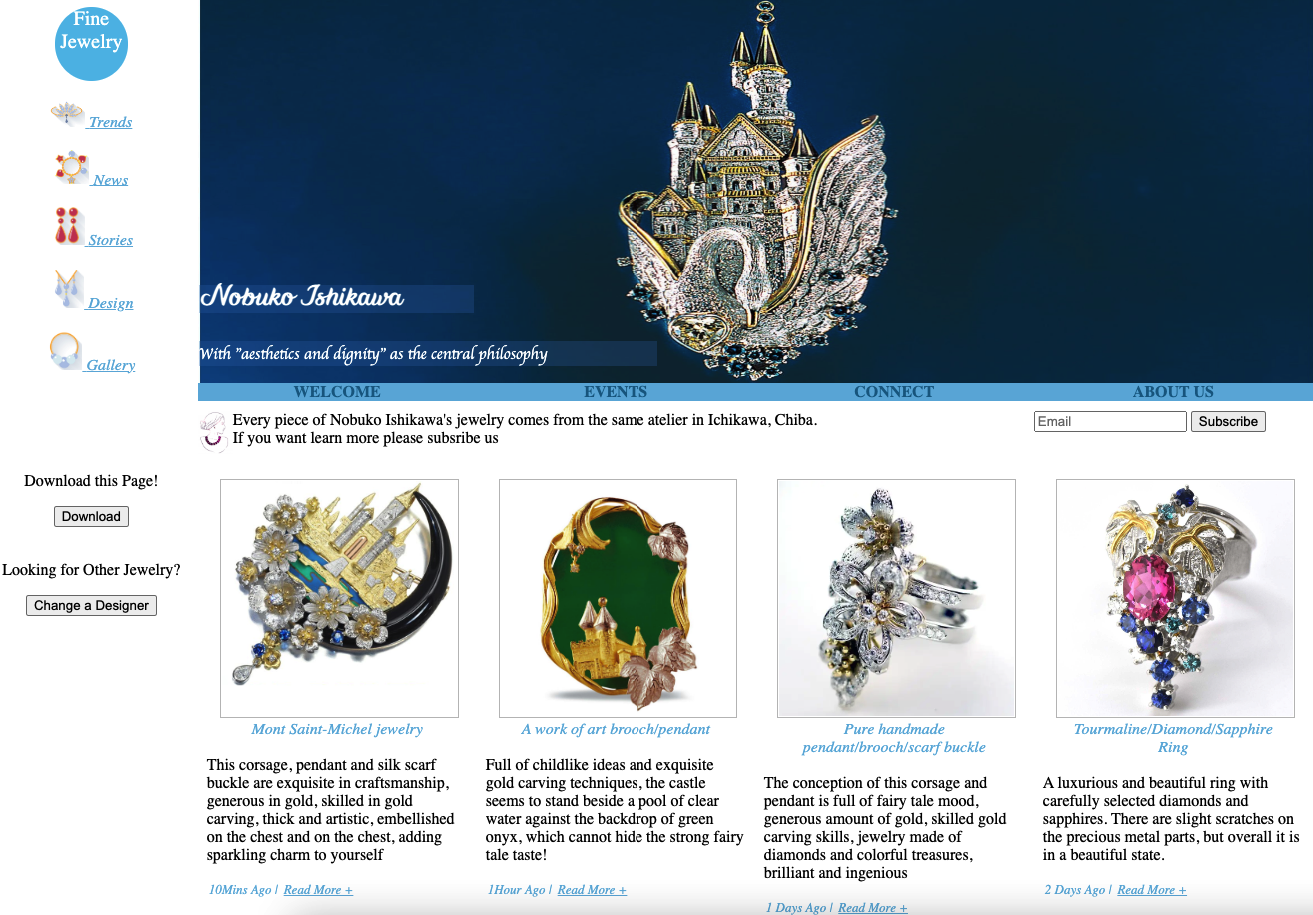 Fine
Jewelry
Trends
News
Stories
Design
Gallery
Nobuko Ishikawa
With "aesthetics and dignity" as the central philosophy
WELCOME EVENTS CONNECT ABOUT US
Every piece of Nobuko Ishikawa's jewelry comes from the same atelier in Ichikawa, Chiba.
If you want learn more please subsribe us
Email Subscribe
Download this Page!
Download
Looking for Other Jewelry?
Change a Designer
Mont Saint-Michel jewelry
This corsage, pendant and silk scarf
buckle are exquisite in craftsmanship,
generous in gold, skilled in gold
carving, thick and artistic, embellished
on the chest and on the chest, adding
sparkling charm to yourself
10Mins Ago | Read More +
A work of art brooch/pendant
Full of childlike ideas and exquisite
gold carving techniques, the castle
seems to stand beside a pool of clear
water against the backdrop of green
onyx, which cannot hide the strong fairy
tale taste!
1Hour Ago | Read More +
Pure handmade
pendant/brooch/scarf buckle
The conception of this corsage and
pendant is full of fairy tale mood,
generous amount of gold, skilled gold
carving skills, jewelry made of
diamonds and colorful treasures,
brilliant and ingenious
1 Days Ago | Read More +
Tourmaline/Diamond/Sapphire
Ring
A luxurious and beautiful ring with
carefully selected diamonds and
sapphires. There are slight scratches on
the precious metal parts, but overall it is
in a beautiful state.
2 Days Ago | Read More +